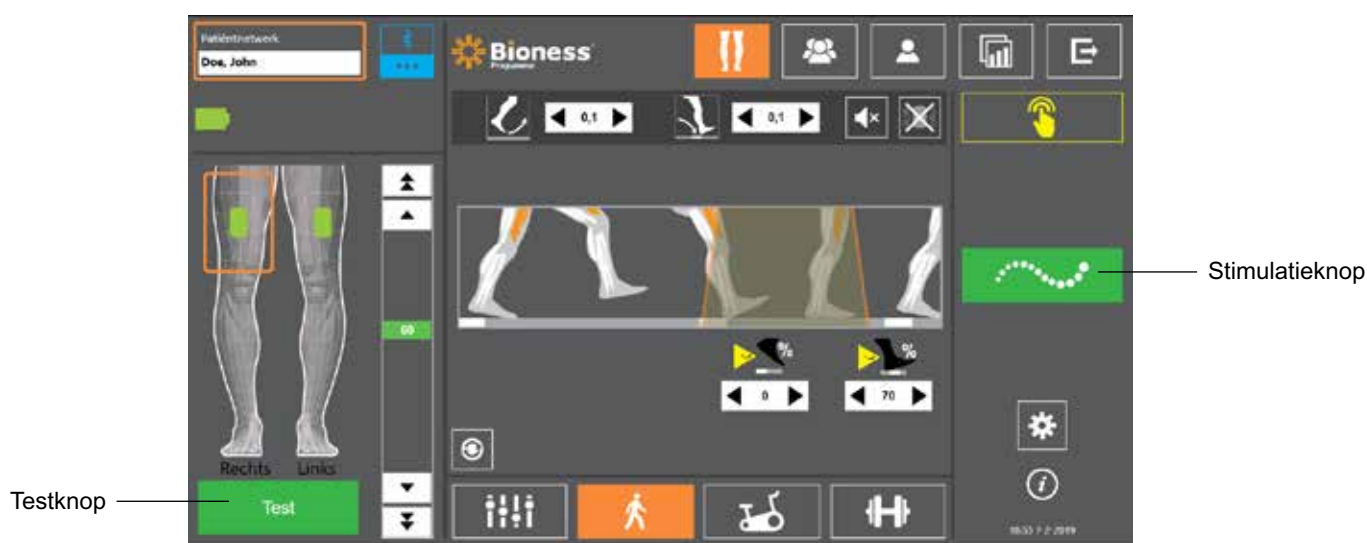 Patiëntnetwerk
Doe, John
Bioness
0,1
0,1
60
%
%
0
70
Rechts
Links
Test
Testknop
Stimulatieknop
i